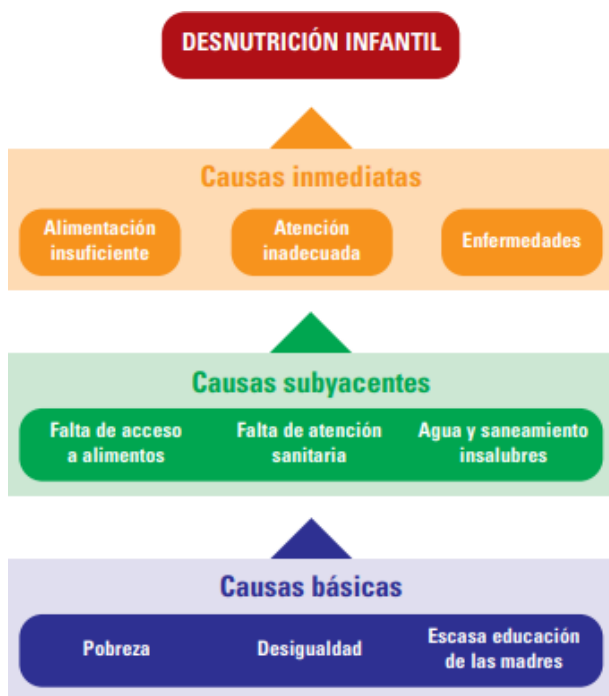 DESNUTRICIÓN INFANTIL
Causas inmediatas
Alimentación
insuficiente
Atención
inadecuada
Enfermedades
Causas subyacentes
Falta de acceso
a alimentos
Falta de atención
sanitaria
Agua y saneamiento
insalubres
Causas básicas
Pobreza
Desigualdad
Escasa educación
de las madres